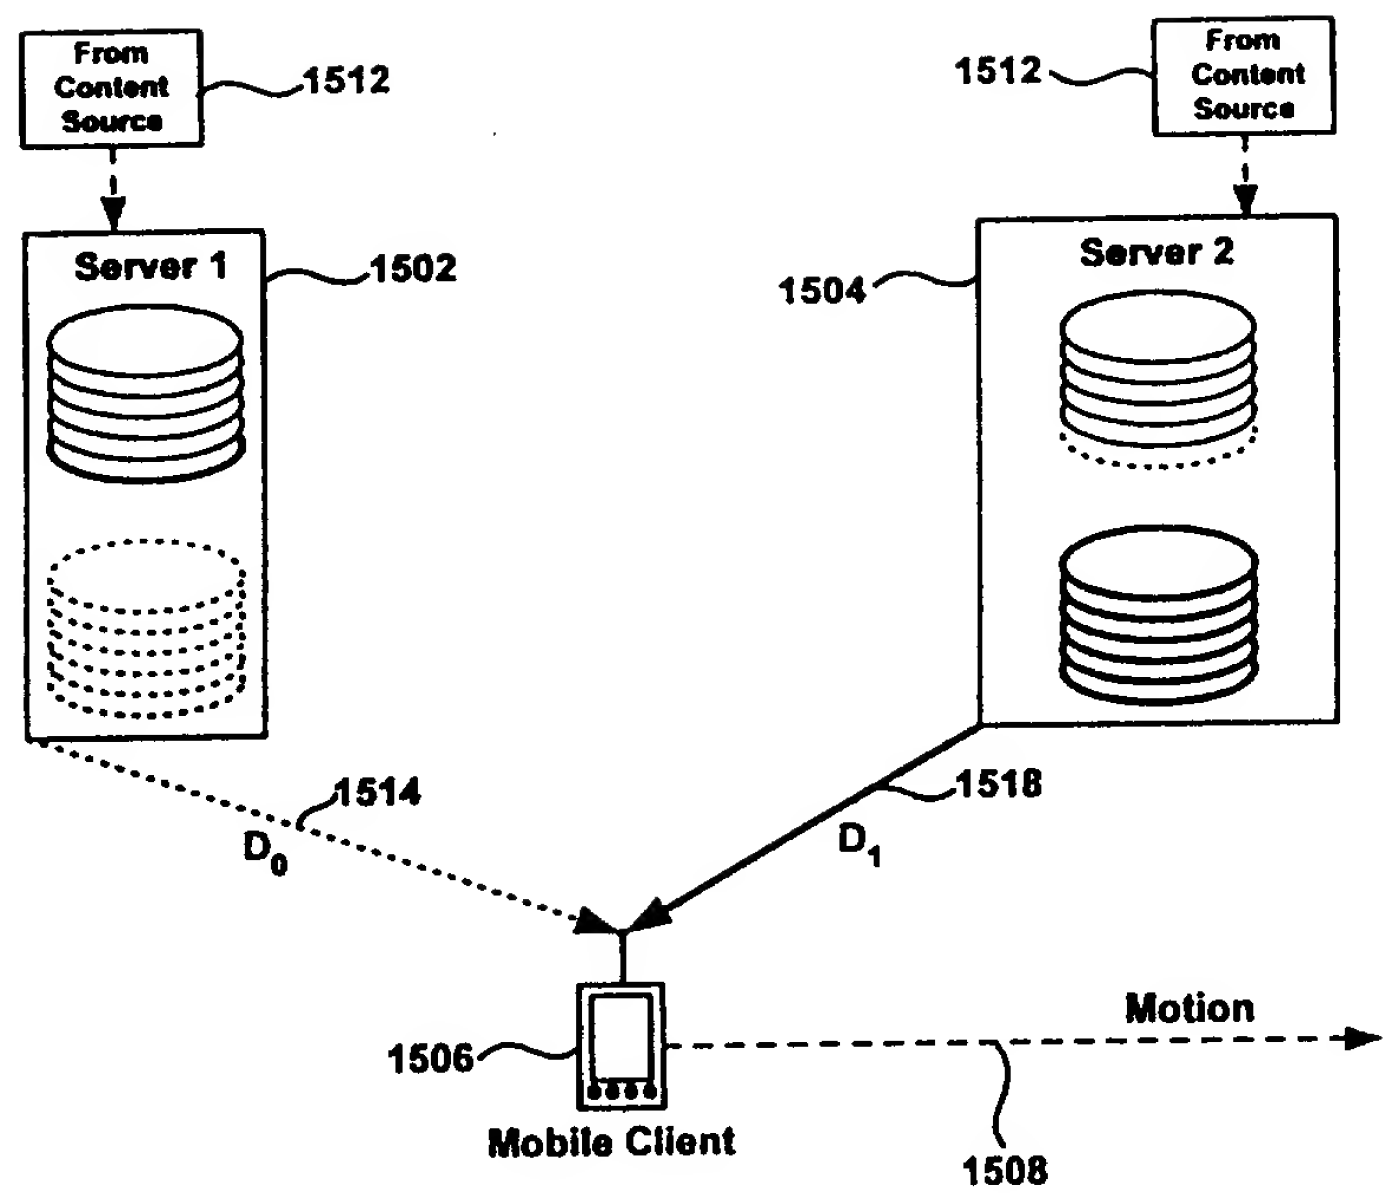 From
Content
Source
1512
1512
From
Content
Source
Server 1
1502
1504
Server 2
1514
D0
1518
D1
1506
Mobile Client
Motion
1508